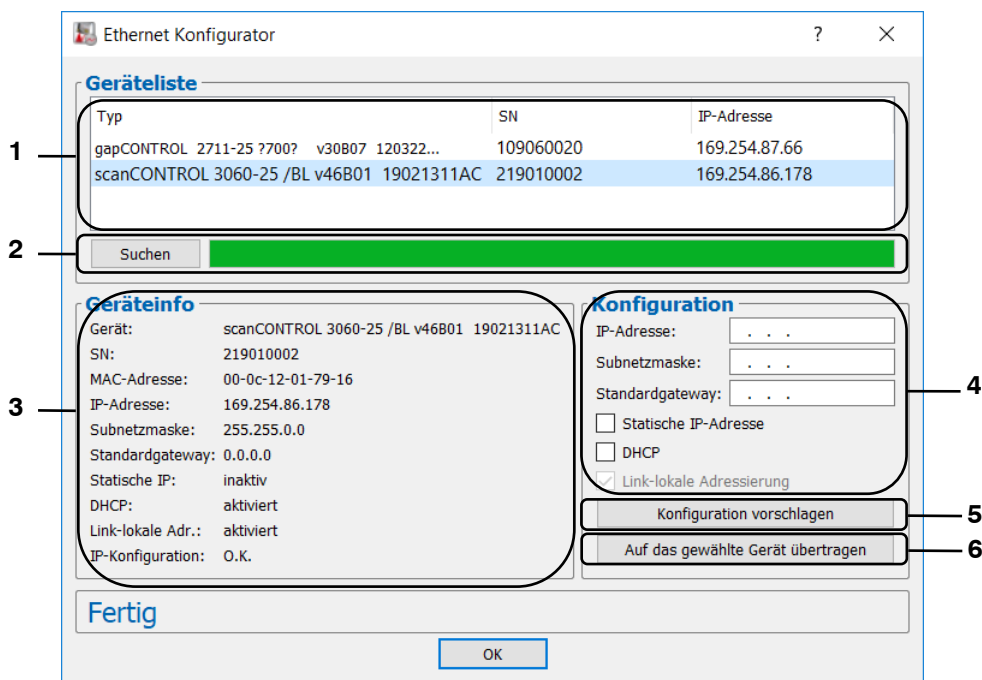 Ethernet Konfigurator ?
Geräteliste
Typ SN IP-Adresse
1
gapCONTROL 2711-25 ?700? v30B07 120322... 109060020 169.254.87.66
scanCONTROL 3060-25 /BL v46B01 19021311AC 219010002 169.254.86.178
2
Suchen
Geräteinfo
Gerät: scanCONTROL 3060-25 /BL v46B01 19021311AC
SN: 219010002
MAC-Adresse: 00-0c-12-01-79-16
3
IP-Adresse: 169.254.86.178
Subnetzmaske: 255.255.0.0
Standardgateway: 0.0.0.0
Statische IP: inaktiv
DHCP: aktiviert
Link-lokale Adr.: aktiviert
IP-Konfiguration: O.K.
Konfiguration
IP-Adresse: . . .
Subnetzmaske: . . .
Standardgateway: . . .
4
Statische IP-Adresse
DHCP
Link-lokale Adressierung
Konfiguration vorschlagen
5
Auf das gewählte Gerät übertragen
6
Fertig
OK